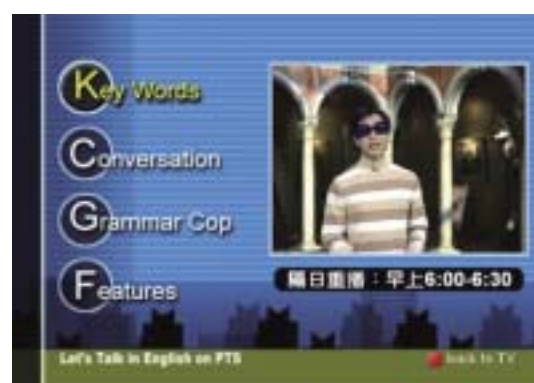 Key Words
Conversation
Grammar Cop
Features
隔日重播：早上6:00-6:30
Let's Talk in English on PTS
back to TV